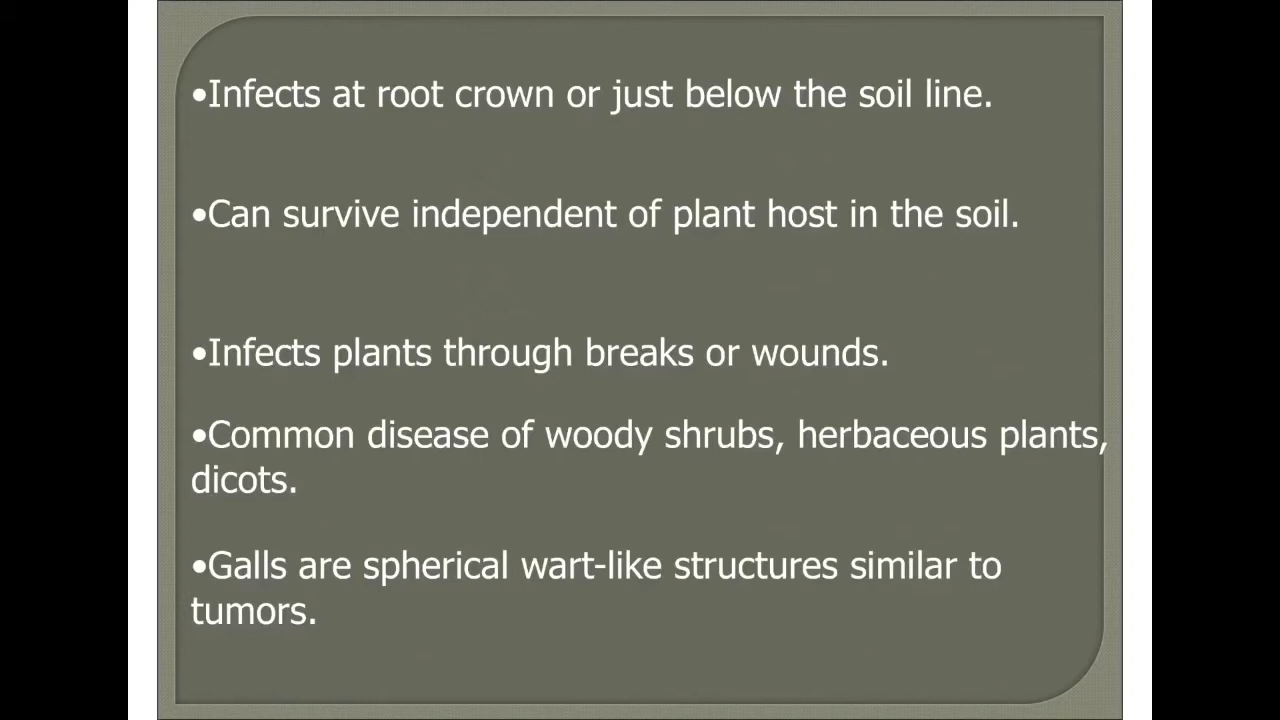 •Infects at root crown or just below the soil line.
•Can survive independent of plant host in the soil.
•Infects plants through breaks or wounds.
•Common disease of woody shrubs, herbaceous plants,
dicots.
•Galls are spherical wart-like structures similar to
tumors.